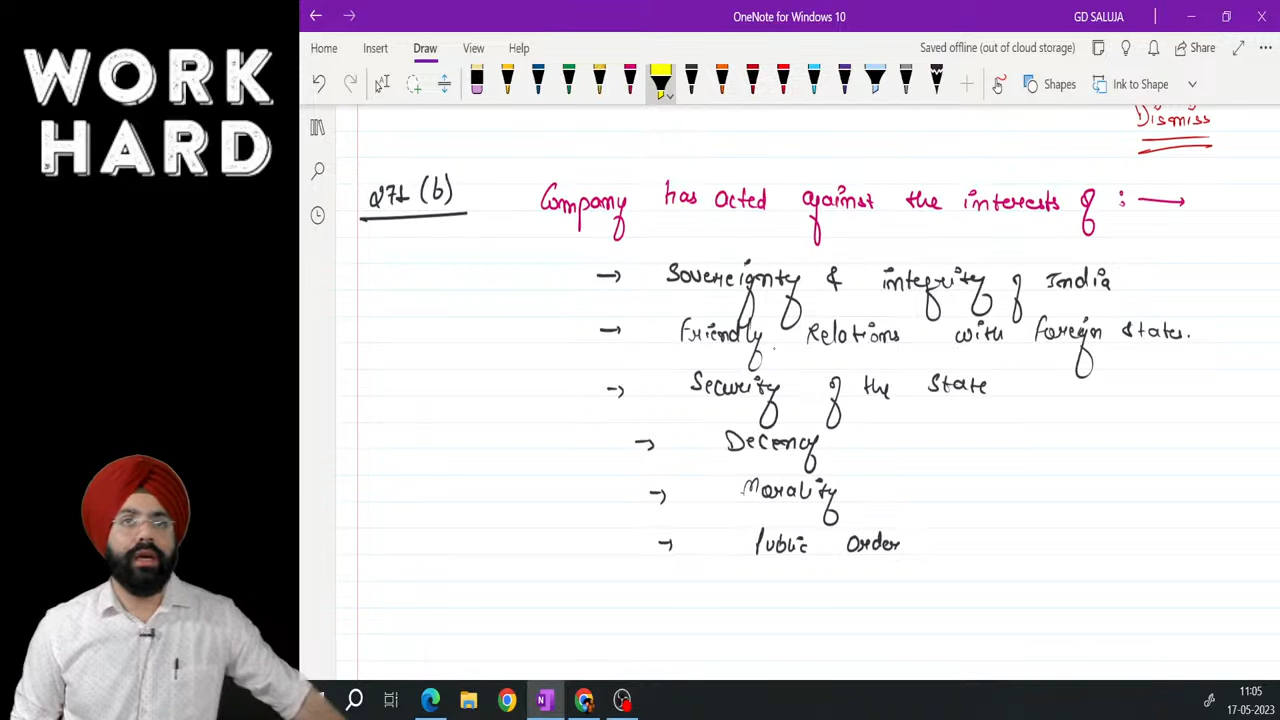 WORK
HARD
OneNote for Windows 10
GD SALUJA
Home
Insert
Draw
View
Help
Saved offline (out of cloud storage)
Share
Shapes
Ink to Shape
Dismiss
271 (b)
Company has acted against the interests of : →
→ Sovereignty & integrity of India
→ Friendly Relations with Foreign States.
→ Security of the State
→ Decency
→ Morality
→ Public Order
11:05
17-05-2023